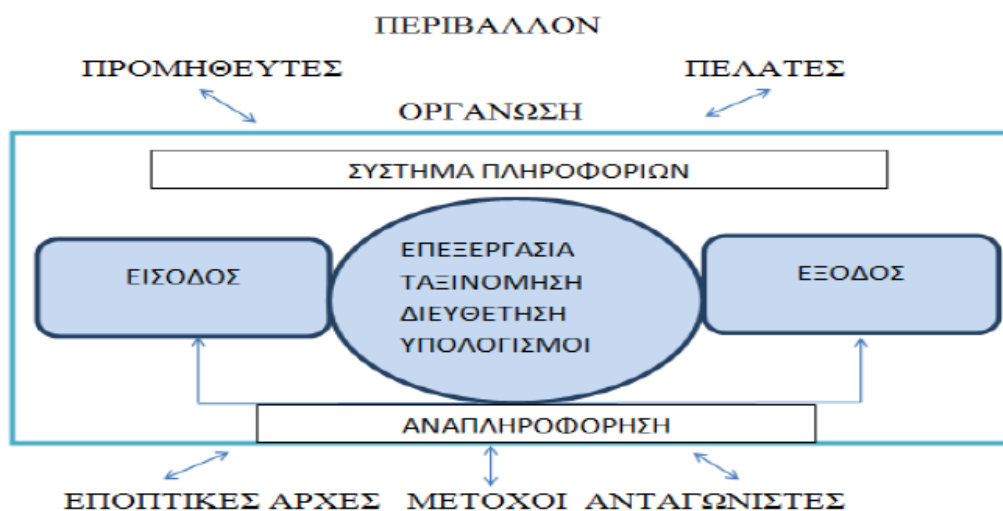 ΠΕΡΙΒΑΛΛΟΝ
ΠΡΟΜΗΘΕΥΤΕΣ ΠΕΛΑΤΕΣ
ΟΡΓΑΝΩΣΗ
ΣΥΣΤΗΜΑ ΠΛΗΡΟΦΟΡΙΩΝ
ΕΙΣΟΔΟΣ
ΕΠΕΞΕΡΓΑΣΙΑ
ΤΑΞΙΝΟΜΗΣΗ
ΔΙΕΥΘΕΤΗΣΗ
ΥΠΟΛΟΓΙΣΜΟΙ
ΕΞΟΔΟΣ
ΑΝΑΠΛΗΡΟΦΟΡΗΣΗ
ΕΠΟΠΤΙΚΕΣ ΑΡΧΕΣ ΜΕΤΟΧΟΙ ΑΝΤΑΓΩΝΙΣΤΕΣ